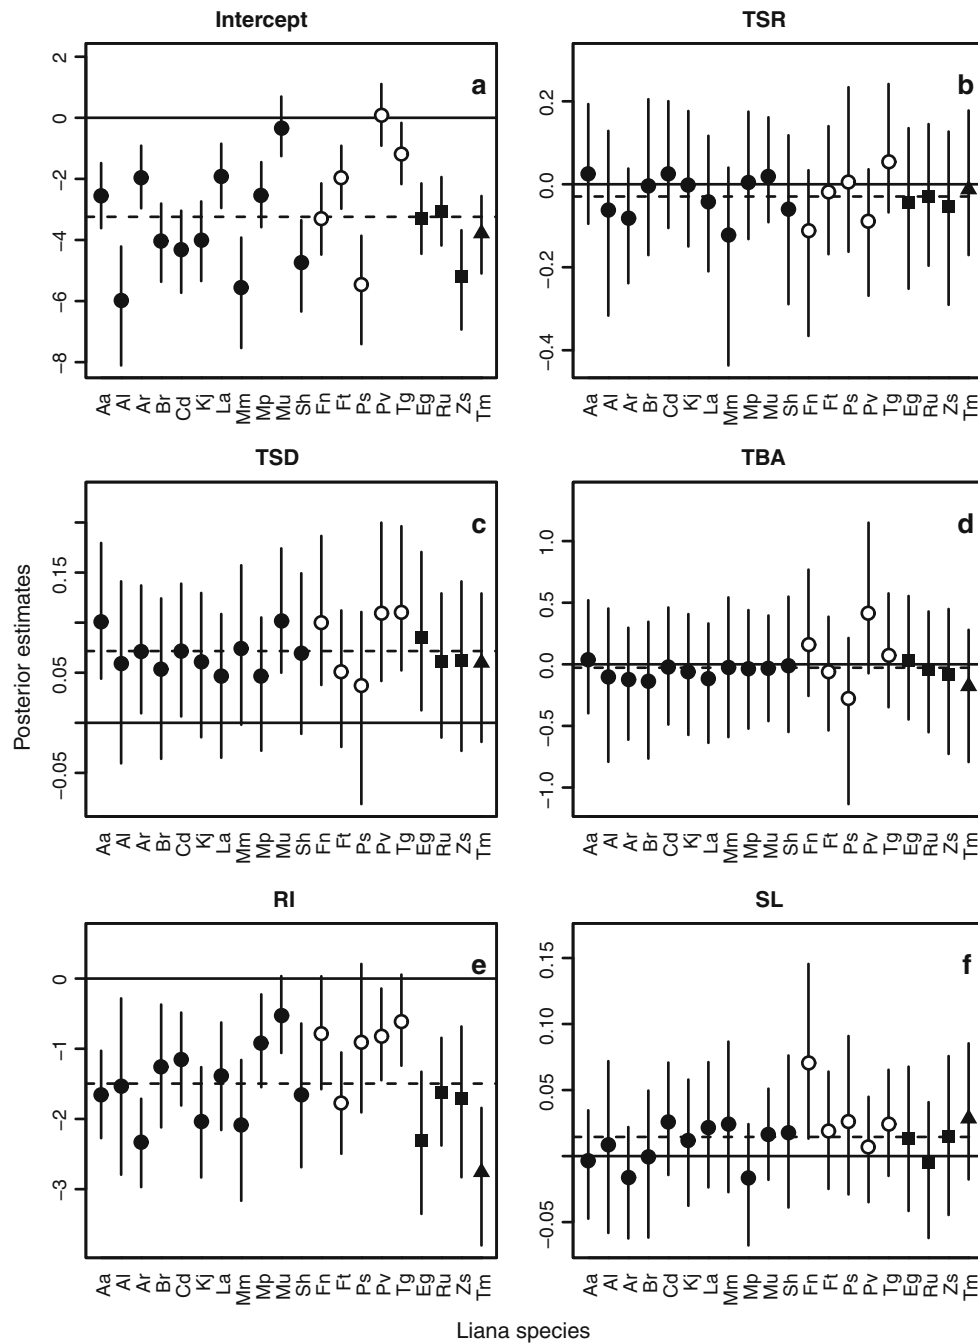 Intercept
TSR
a
b
2
0
−2
−4
−6
−8
0.2
0.0
−0.2
−0.4
Aa Al Ar Br Cd Kj La Mm Mp Mu Sh Fn Ft Ps Pv Tg Eg Ru Zs Tm
Aa Al Ar Br Cd Kj La Mm Mp Mu Sh Fn Ft Ps Pv Tg Eg Ru Zs Tm
TSD
TBA
c
d
0.15
0.05
−0.05
1.0
0.5
0.0
−0.5
−1.0
Posterior estimates
Aa Al Ar Br Cd Kj La Mm Mp Mu Sh Fn Ft Ps Pv Tg Eg Ru Zs Tm
Aa Al Ar Br Cd Kj La Mm Mp Mu Sh Fn Ft Ps Pv Tg Eg Ru Zs Tm
RI
SL
e
f
0
−1
−2
−3
0.15
0.10
0.05
−0.05
Aa Al Ar Br Cd Kj La Mm Mp Mu Sh Fn Ft Ps Pv Tg Eg Ru Zs Tm
Aa Al Ar Br Cd Kj La Mm Mp Mu Sh Fn Ft Ps Pv Tg Eg Ru Zs Tm
Liana species